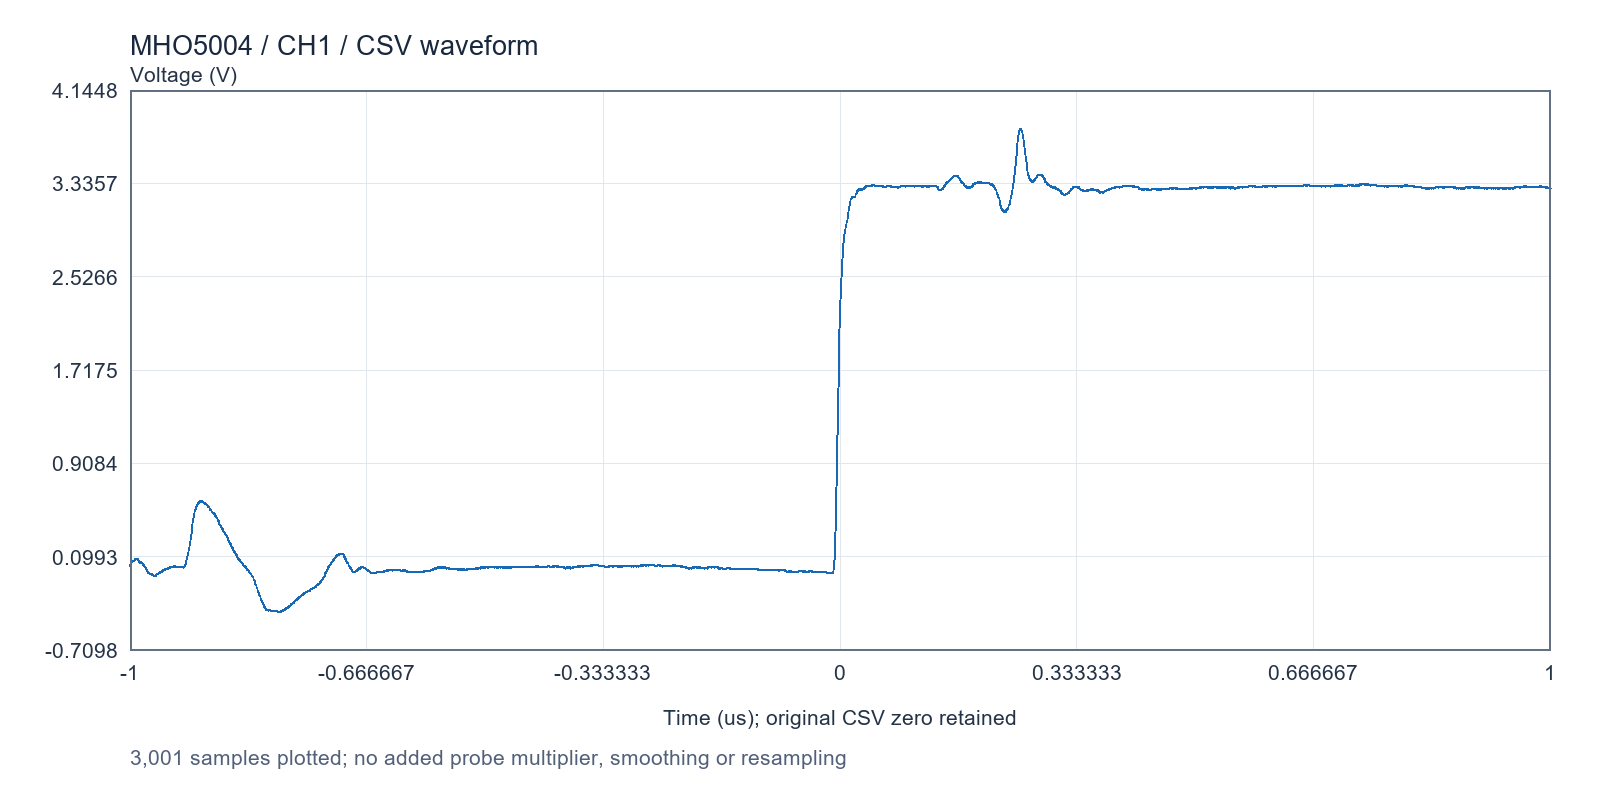 MHO5004 / CH1 / CSV waveform
Voltage (V)
4.1448
3.3357
2.5266
1.7175
0.9084
0.0993
-0.7098
-1 -0.666667 -0.333333 0 0.333333 0.666667 1
Time (us); original CSV zero retained
3,001 samples plotted; no added probe multiplier, smoothing or resampling